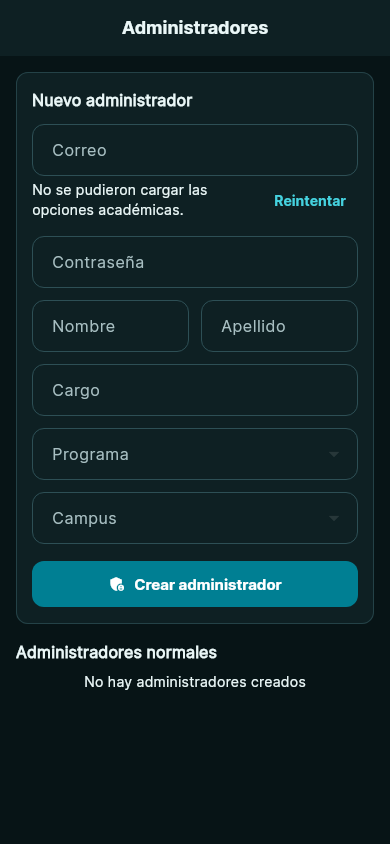 Administradores
Nuevo administrador
Correo
No se pudieron cargar las
opciones académicas.
Reintentar
Contraseña
Nombre
Apellido
Cargo
Programa
Campus
Crear administrador
Administradores normales
No hay administradores creados